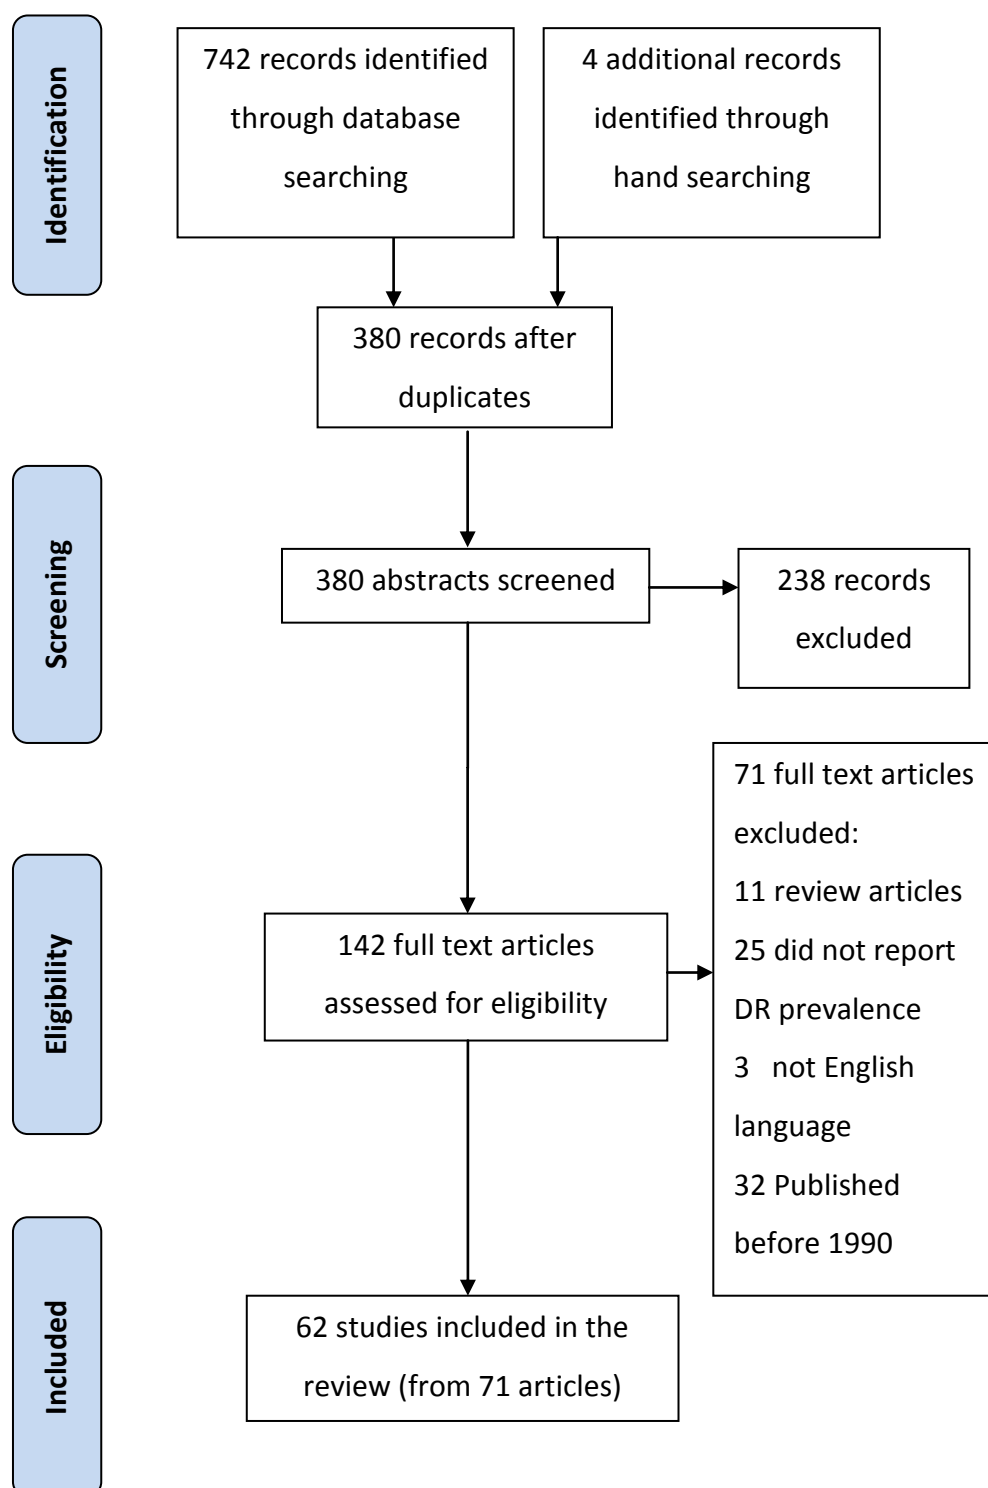 Identification
742 records identified
through database
searching
4 additional records
identified through
hand searching
380 records after
duplicates
Screening
380 abstracts screened
238 records
excluded
Eligibility
142 full text articles
assessed for eligibility
71 full text articles
excluded:
11 review articles
25 did not report
DR prevalence
3 not English
language
32 Published
before 1990
Included
62 studies included in the
review (from 71 articles)